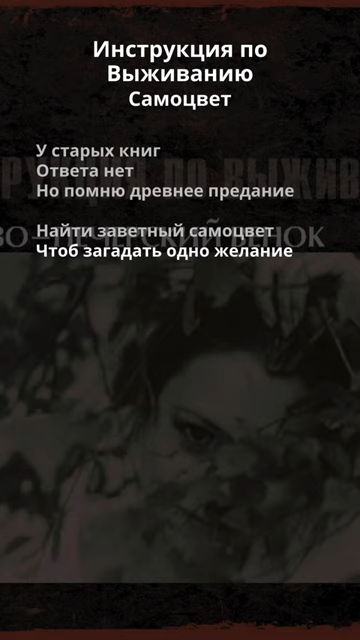 Инструкция по
Выживанию
Самоцвет
У старых книг
Ответа нет
Но помню древнее предание
Найти заветный самоцвет
Чтоб загадать одно желание